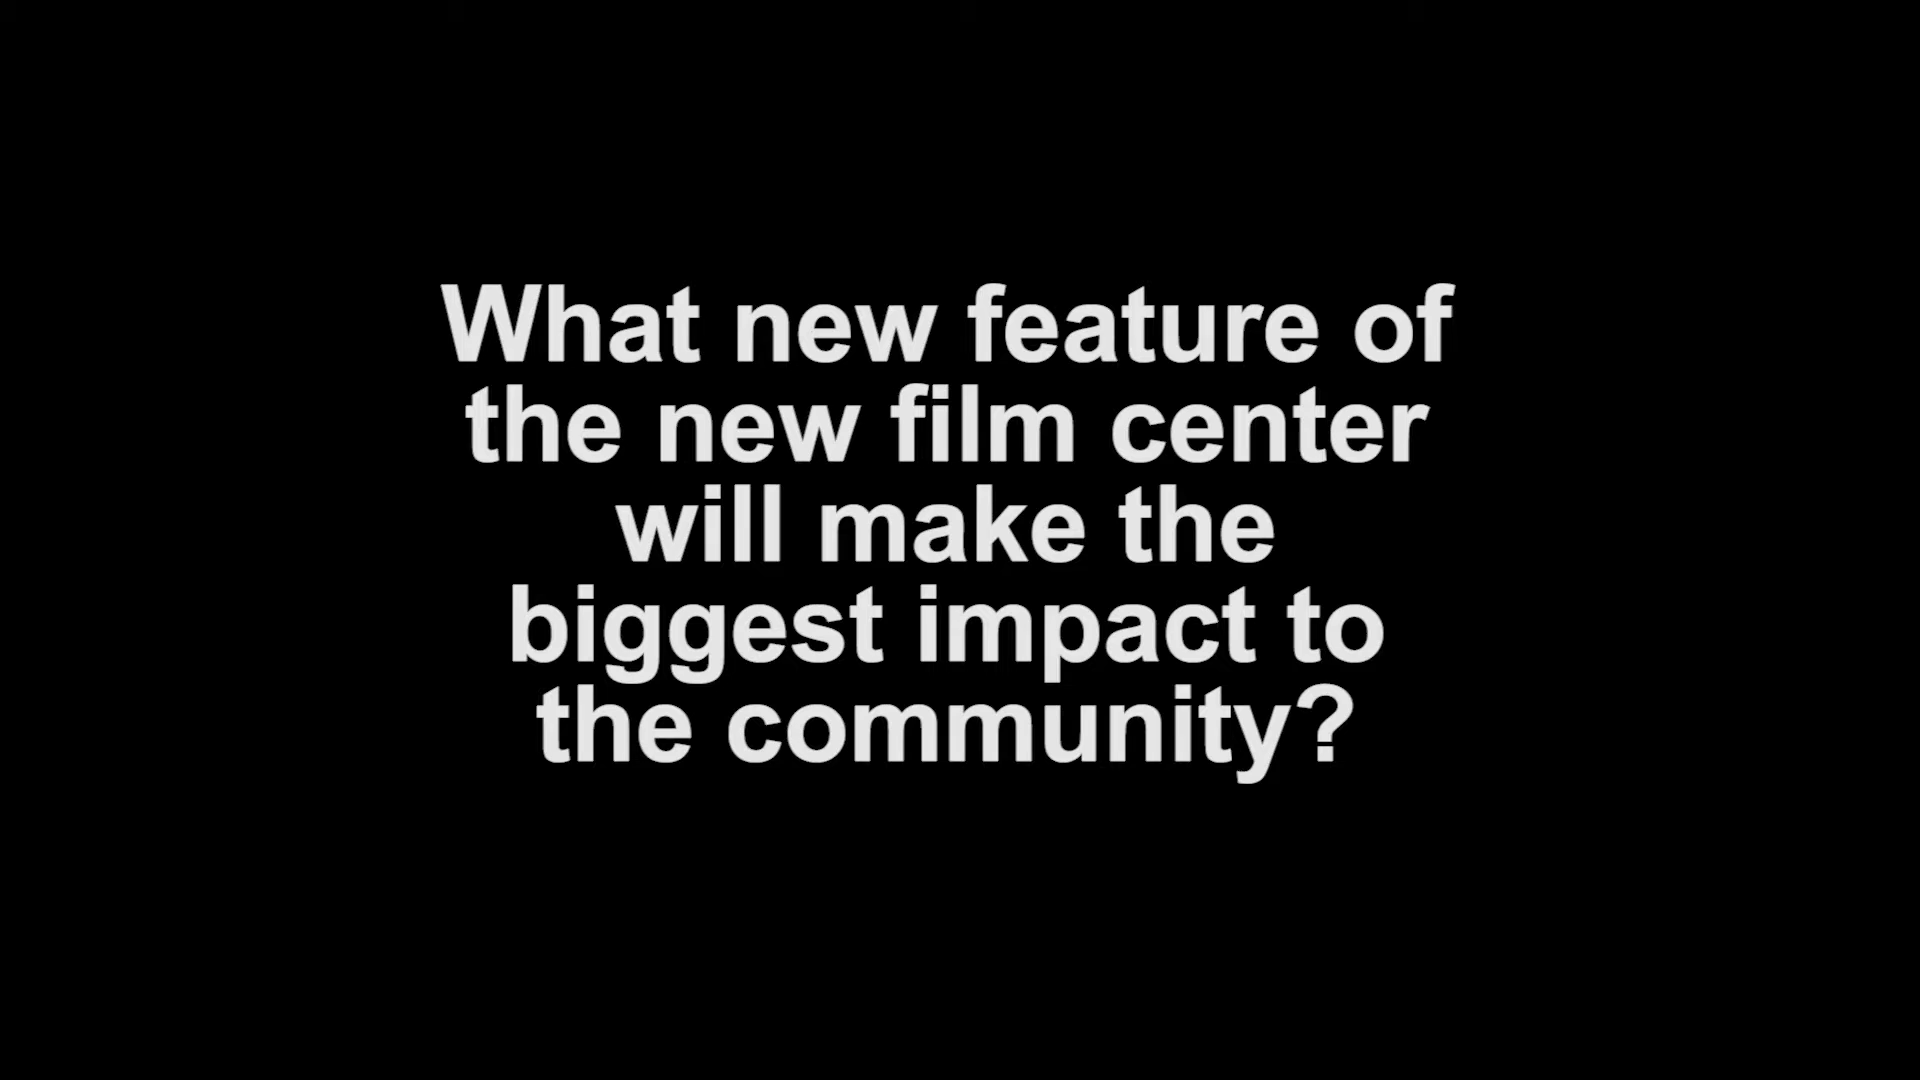 What new feature of
the new film center
will make the
biggest impact to
the community?